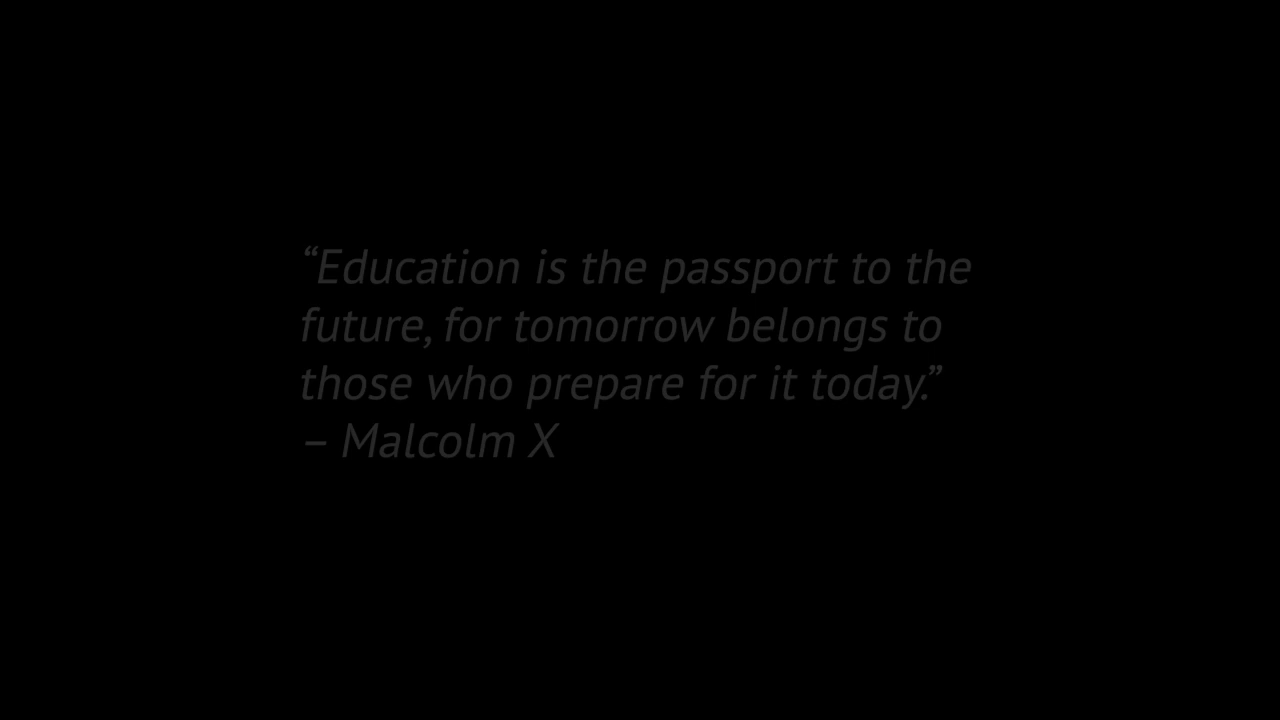 “Education is the passport to the
future, for tomorrow belongs to
those who prepare for it today.”
– Malcolm X